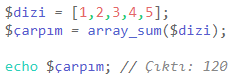 $dizi = [1,2,3,4,5];
$çarpım = array_sum($dizi);
echo $çarpım; // Çıktı: 120